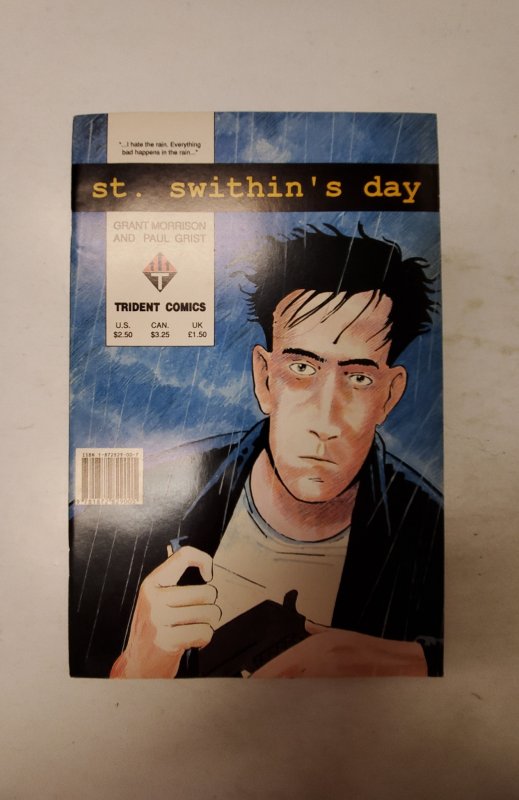 "...I hate the rain. Everything
bad happens in the rain..."
st. swithin's day
GRANT MORRISON
AND PAUL GRIST
T
TRIDENT COMICS
U.S. CAN. UK
$2.50 $3.25 £1.50